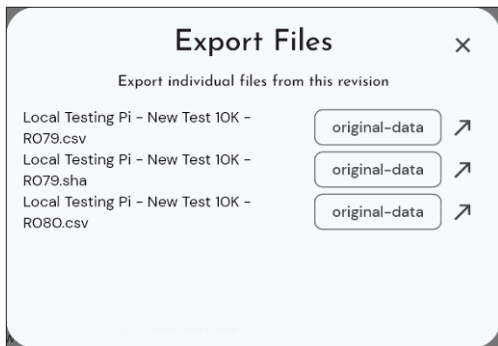 Export Files
Export individual files from this revision
Local Testing Pi - New Test 10K -
R079.csv
original-data
Local Testing Pi - New Test 10K -
R079.sha
original-data
Local Testing Pi - New Test 10K -
R080.csv
original-data